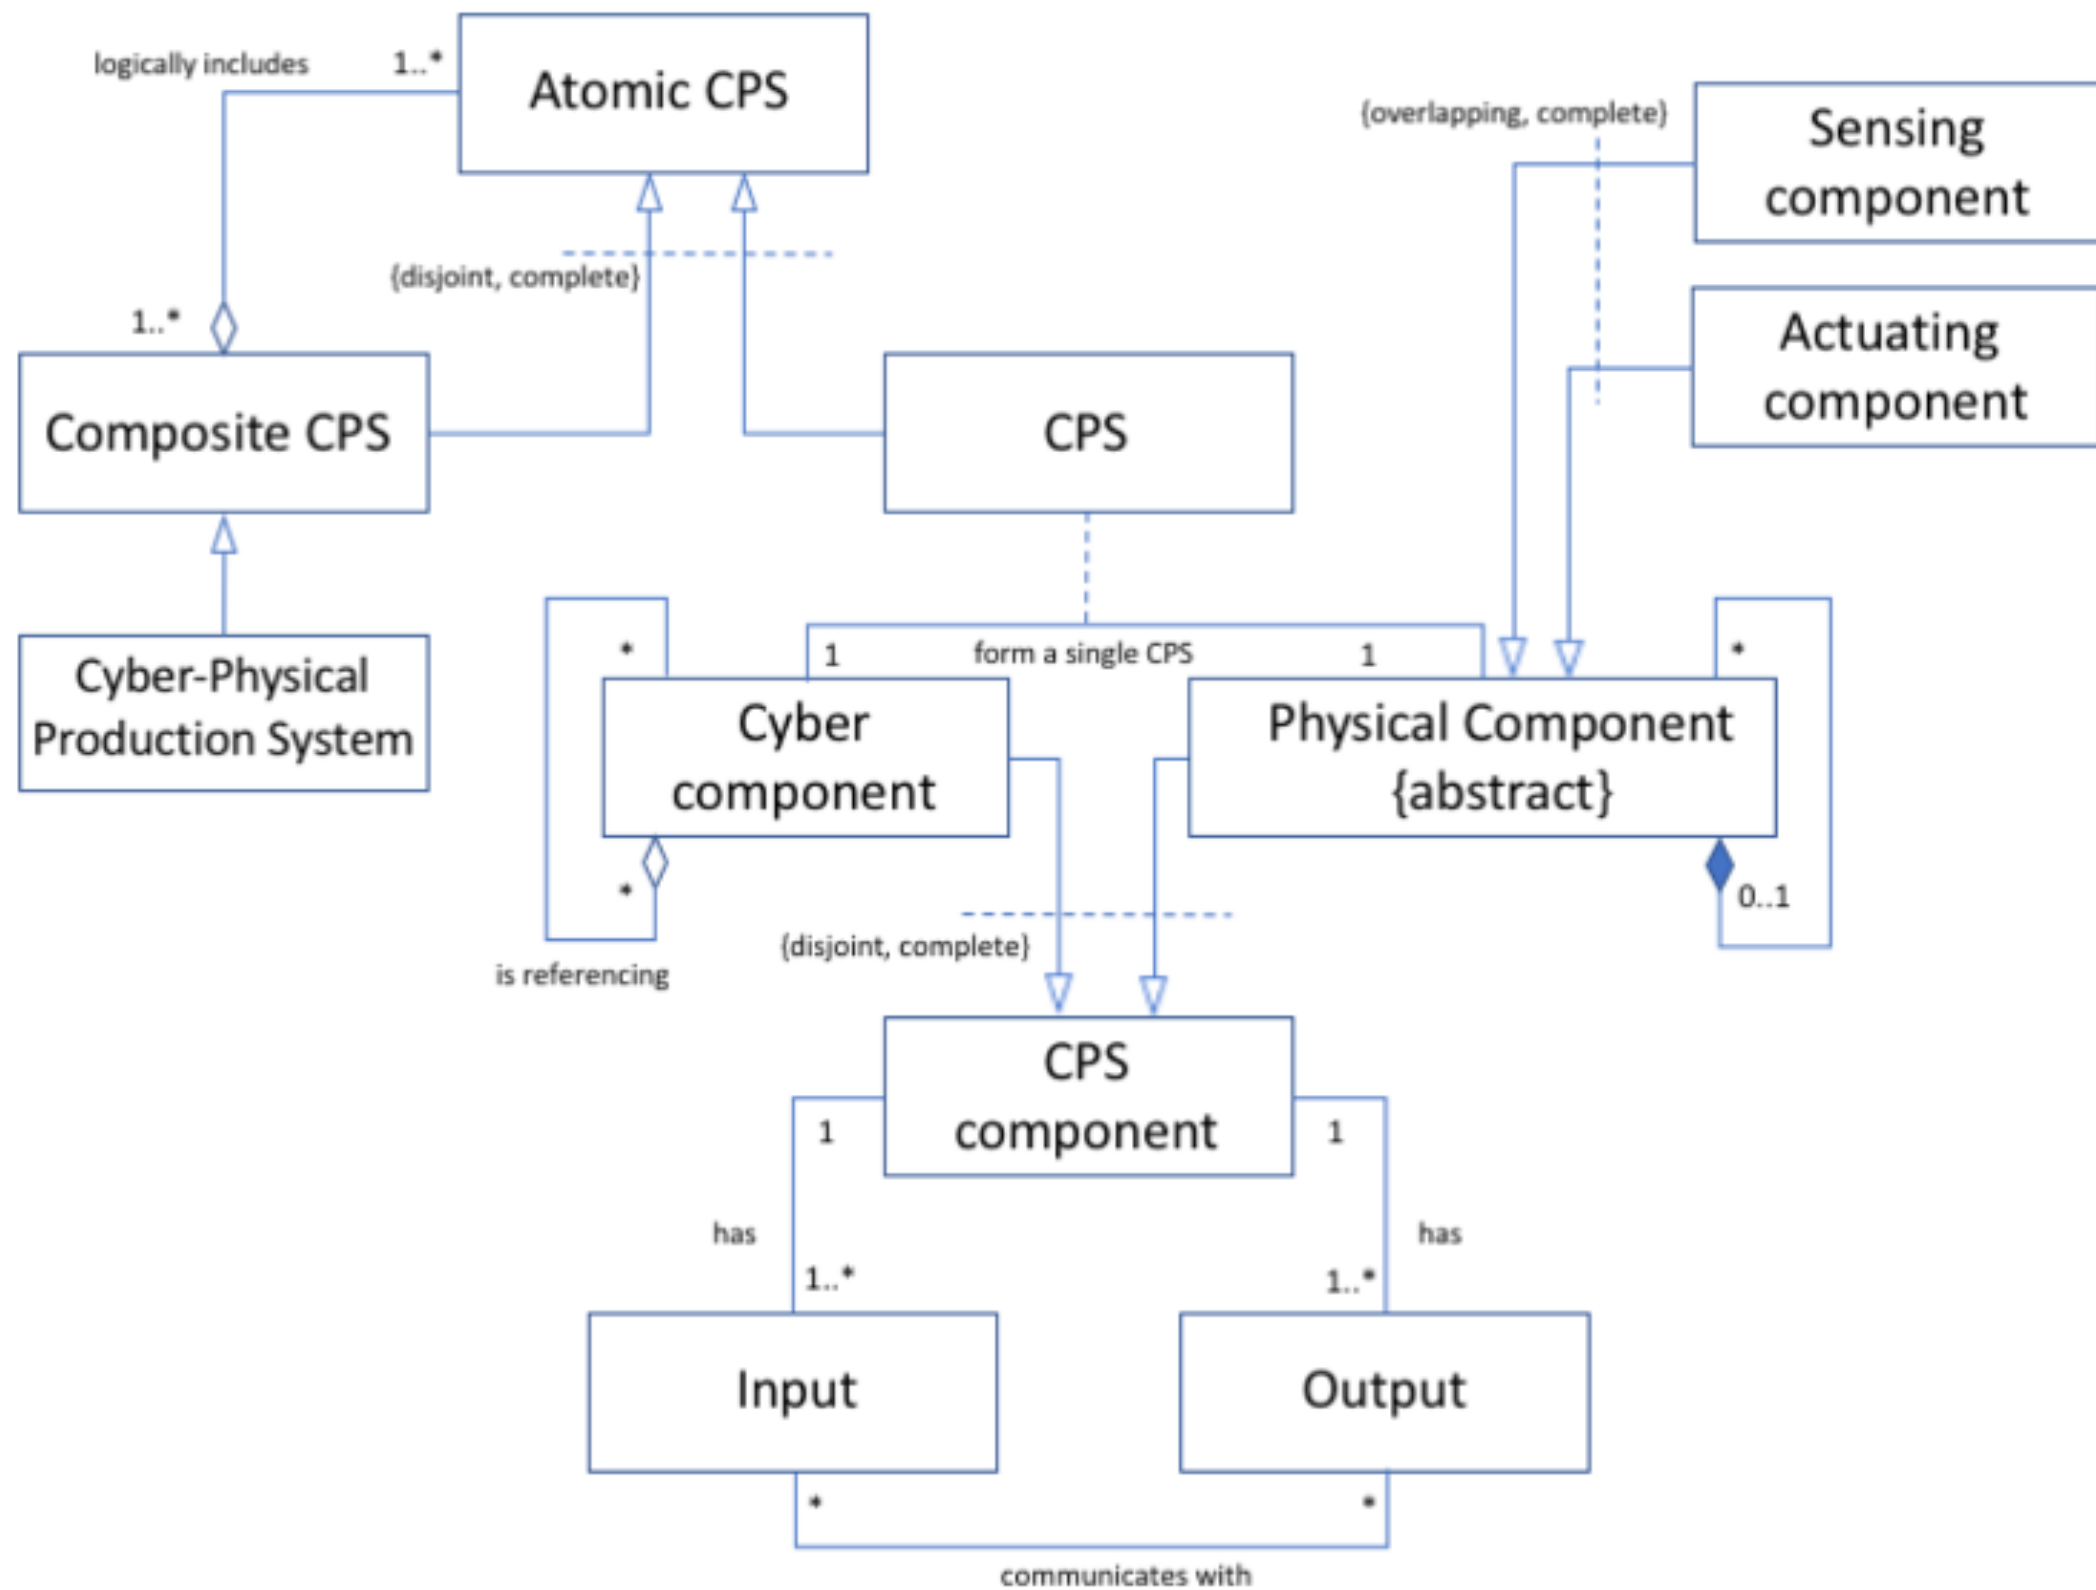 logically includes
1..*
Atomic CPS
{overlapping, complete}
Sensing
component
{disjoint, complete}
1..*
Actuating
component
Composite CPS
CPS
Cyber-Physical
Production System
*
1
form a single CPS
1
*
Cyber
component
Physical Component
{abstract}
*
0..1
is referencing
{disjoint, complete}
CPS
component
1
1
has
has
1..*
1..*
Input
Output
*
*
communicates with